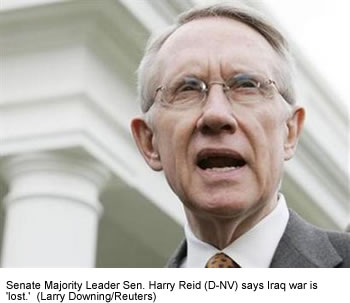 Senate Majority Leader Sen. Harry Reid (D-NV) says Iraq war is
'lost.'  (Larry Downing/Reuters)